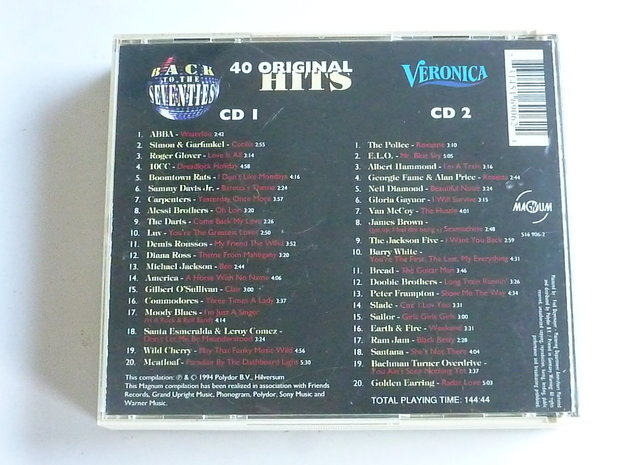 BACK
TO THE
SEVENTIES
40 ORIGINAL
HITS
VERONICA
CD 1
1. ABBA - Waterloo 2:42
2. Simon & Garfunkel - Cecilia 2:55
3. Roger Glover - Love Is All 3:14
4. 10CC - Dreadlock Holiday 4:58
5. Boomtown Rats - I Don't Like Mondays 4:16
6. Sammy Davis Jr. - Baretta's Theme 2:24
7. Carpenters - Yesterday Once More 3:57
8. Alessi Brothers - Oh Lori
9. The Darts - Come Back My Love 2:26
10. Luv - You're The Greatest Lover 2:50
11. Demis Roussos - My Friend The Wind 3:52
12. Diana Ross - Theme From Mahogany 3:20
13. Michael Jackson - Ben 2:44
14. America - A Horse With No Name 4:06
15. Gilbert O'Sullivan - Clair 3:00
16. Commodores - Three Times A Lady 3:37
17. Moody Blues - I'm Just A Singer
(In A Rock & Roll Band)
18. Santa Esmeralda & Leroy Gomez -
Don't Let Me Be Misunderstood 3:24
19. Wild Cherry - Play That Funky Music White 3:12
20. Meatloaf - Paradise By The Dashboard Light 5:30
This compilation: ℗ & © 1994 Polydor B.V., Hilversum
This Magnum compilation has been realized in association with Friends
Records, Grand Upright Music, Phonogram, Polydor, Sony Music and
Warner Music.
CD 2
1. The Police - Roxanne 3:10
2. E.L.O. - Mr. Blue Sky 5:05
3. Albert Hammond - I'm A Train 3:16
4. Georgie Fame & Alan Price - Rosetta 2:44
5. Neil Diamond - Beautiful Noise 3:24
6. Gloria Gaynor - I Will Survive 3:15
7. Van McCoy - The Hustle 4:01
8. James Brown -
Sexmachine 2:48
9. The Jackson Five - I Want You Back 2:59
10. Barry White -
You're The First, The Last, My Everything 4:31
11. Bread - The Guitar Man 3:46
12. Doobie Brothers - Long Train Runnin' 3:26
13. Peter Frampton - Show Me The Way 4:34
14. Slade - Coz I Luv You 3:24
15. Sailor - Girls Girls Girls 3:00
16. Earth & Fire - Weekend 3:31
17. Ram Jam - Black Betty 2:28
18. Santana - She's Not There 4:04
19. Bachman Turner Overdrive -
You Ain't Seen Nothing Yet 3:31
20. Golden Earring - Radar Love 5:03
TOTAL PLAYING TIME: 144:44
MAGNUM
516 906-2